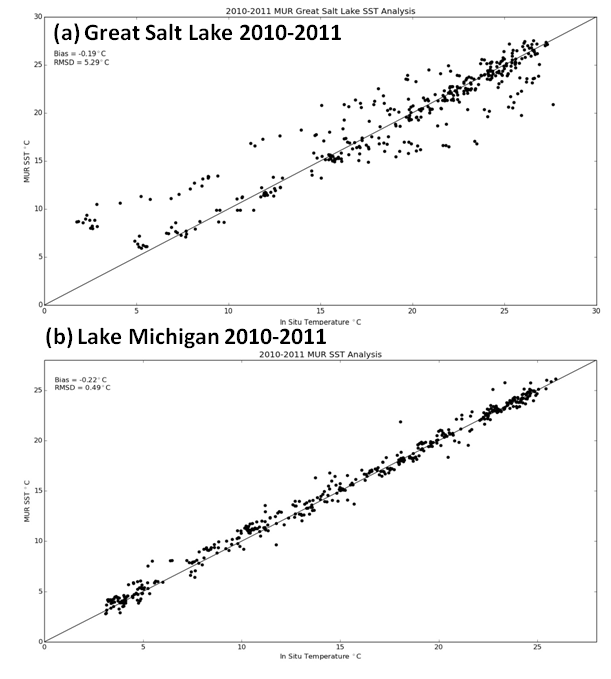 2010-2011 MUR Great Salt Lake SST Analysis
(a) Great Salt Lake 2010-2011
Bias = -0.19°C
RMSD = 5.29°C
30
25
20
15
10
5
0
MUR SST °C
0 5 10 15 20 25 30
In Situ Temperature °C
(b) Lake Michigan 2010-2011
2010-2011 MUR SST Analysis
Bias = -0.22°C
RMSD = 0.49°C
25
20
15
10
5
0
MUR SST °C
0 5 10 15 20 25
In Situ Temperature °C